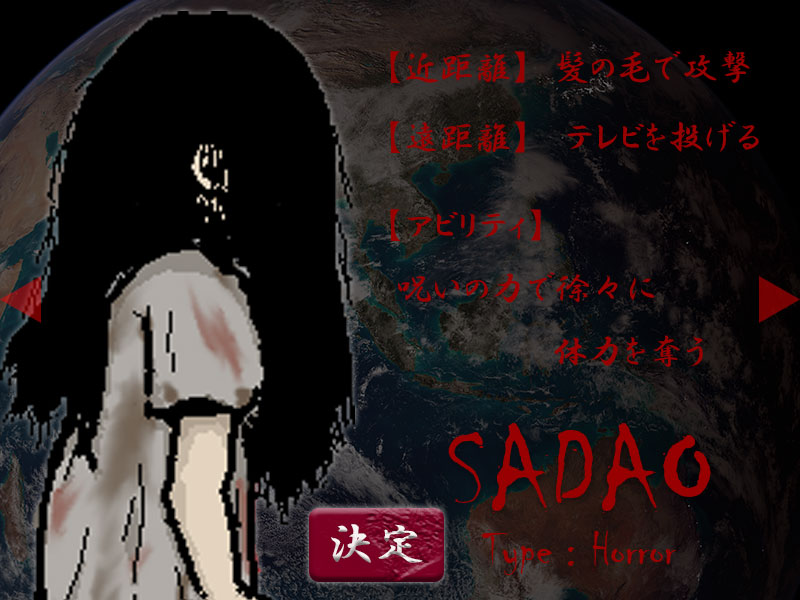 【近距離】 髪の毛で攻撃
【遠距離】 テレビを投げる
【アビリティ】
呪いの力で徐々に
体力を奪う
SADAO
Type : Horror
決定